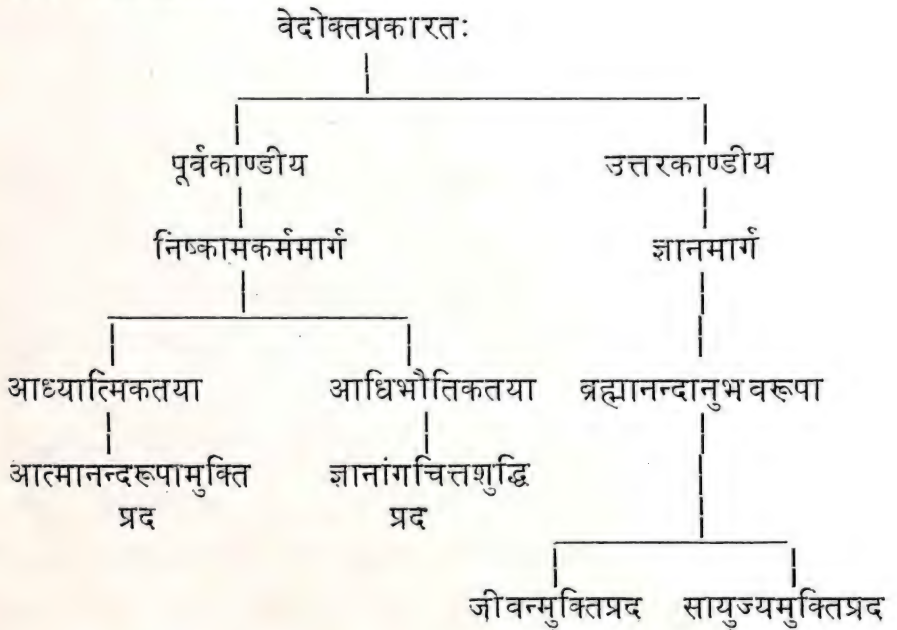 वेदोक्तप्रकारतः
पूर्वकाण्डीय उत्तरकाण्डीय
निष्कामकर्ममार्ग ज्ञानमार्ग
आध्यात्मिकतया आधिभौतिकतया ब्रह्मानन्दानुभवरूपा
आत्मानन्दरूपामुक्ति ज्ञानांगचित्तशुद्धि
प्रद प्रद
जीवन्मुक्तिप्रद सायुज्यमुक्तिप्रद